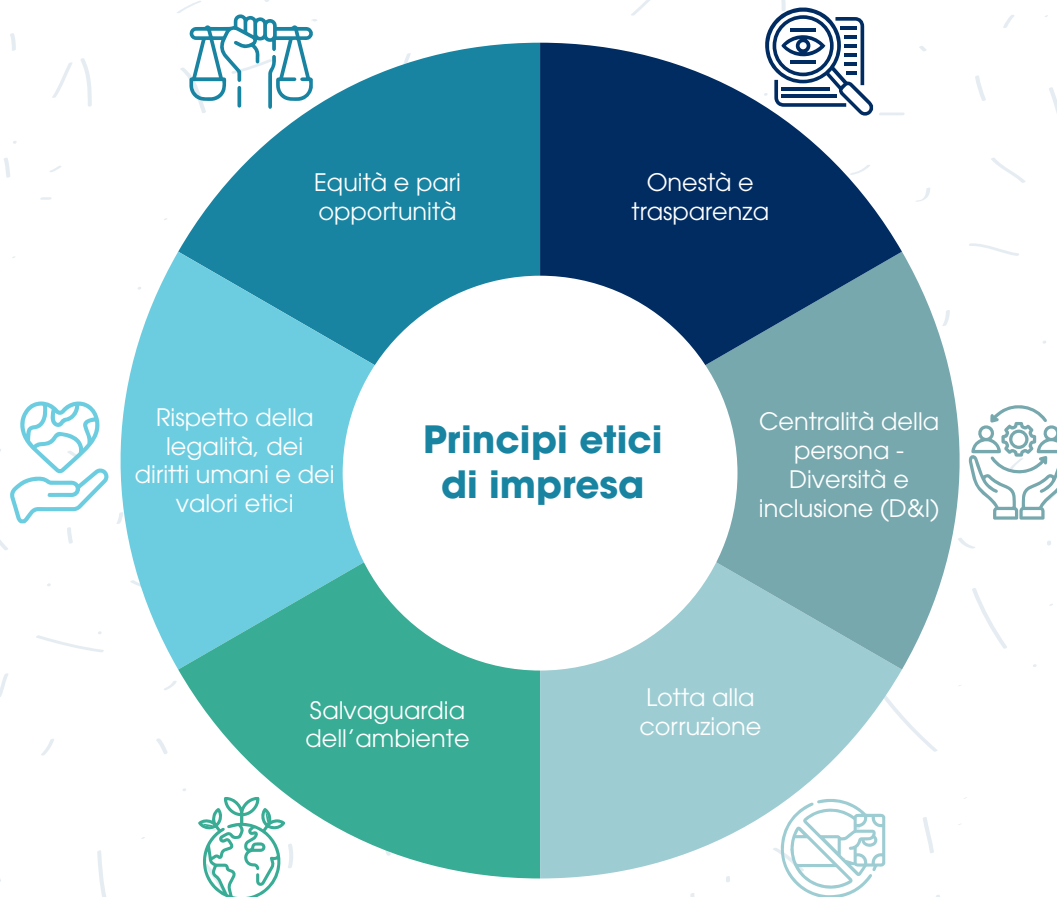 Equità e pari
opportunità
Onestà e
trasparenza
Rispetto della
legalità, dei
diritti umani e dei
valori etici
Principi etici
di impresa
Centralità della
persona -
Diversità e
inclusione (D&I)
Salvaguardia
dell’ambiente
Lotta alla
corruzione